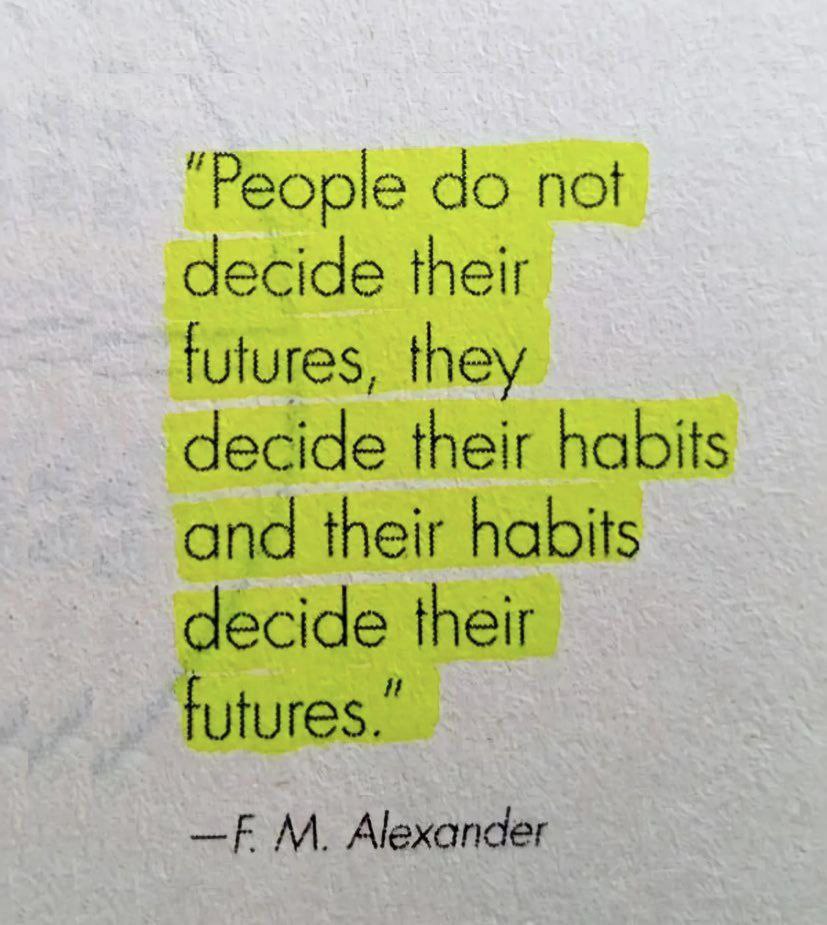 "People do not
decide their
futures, they
decide their habits
and their habits
decide their
futures."
—F. M. Alexander